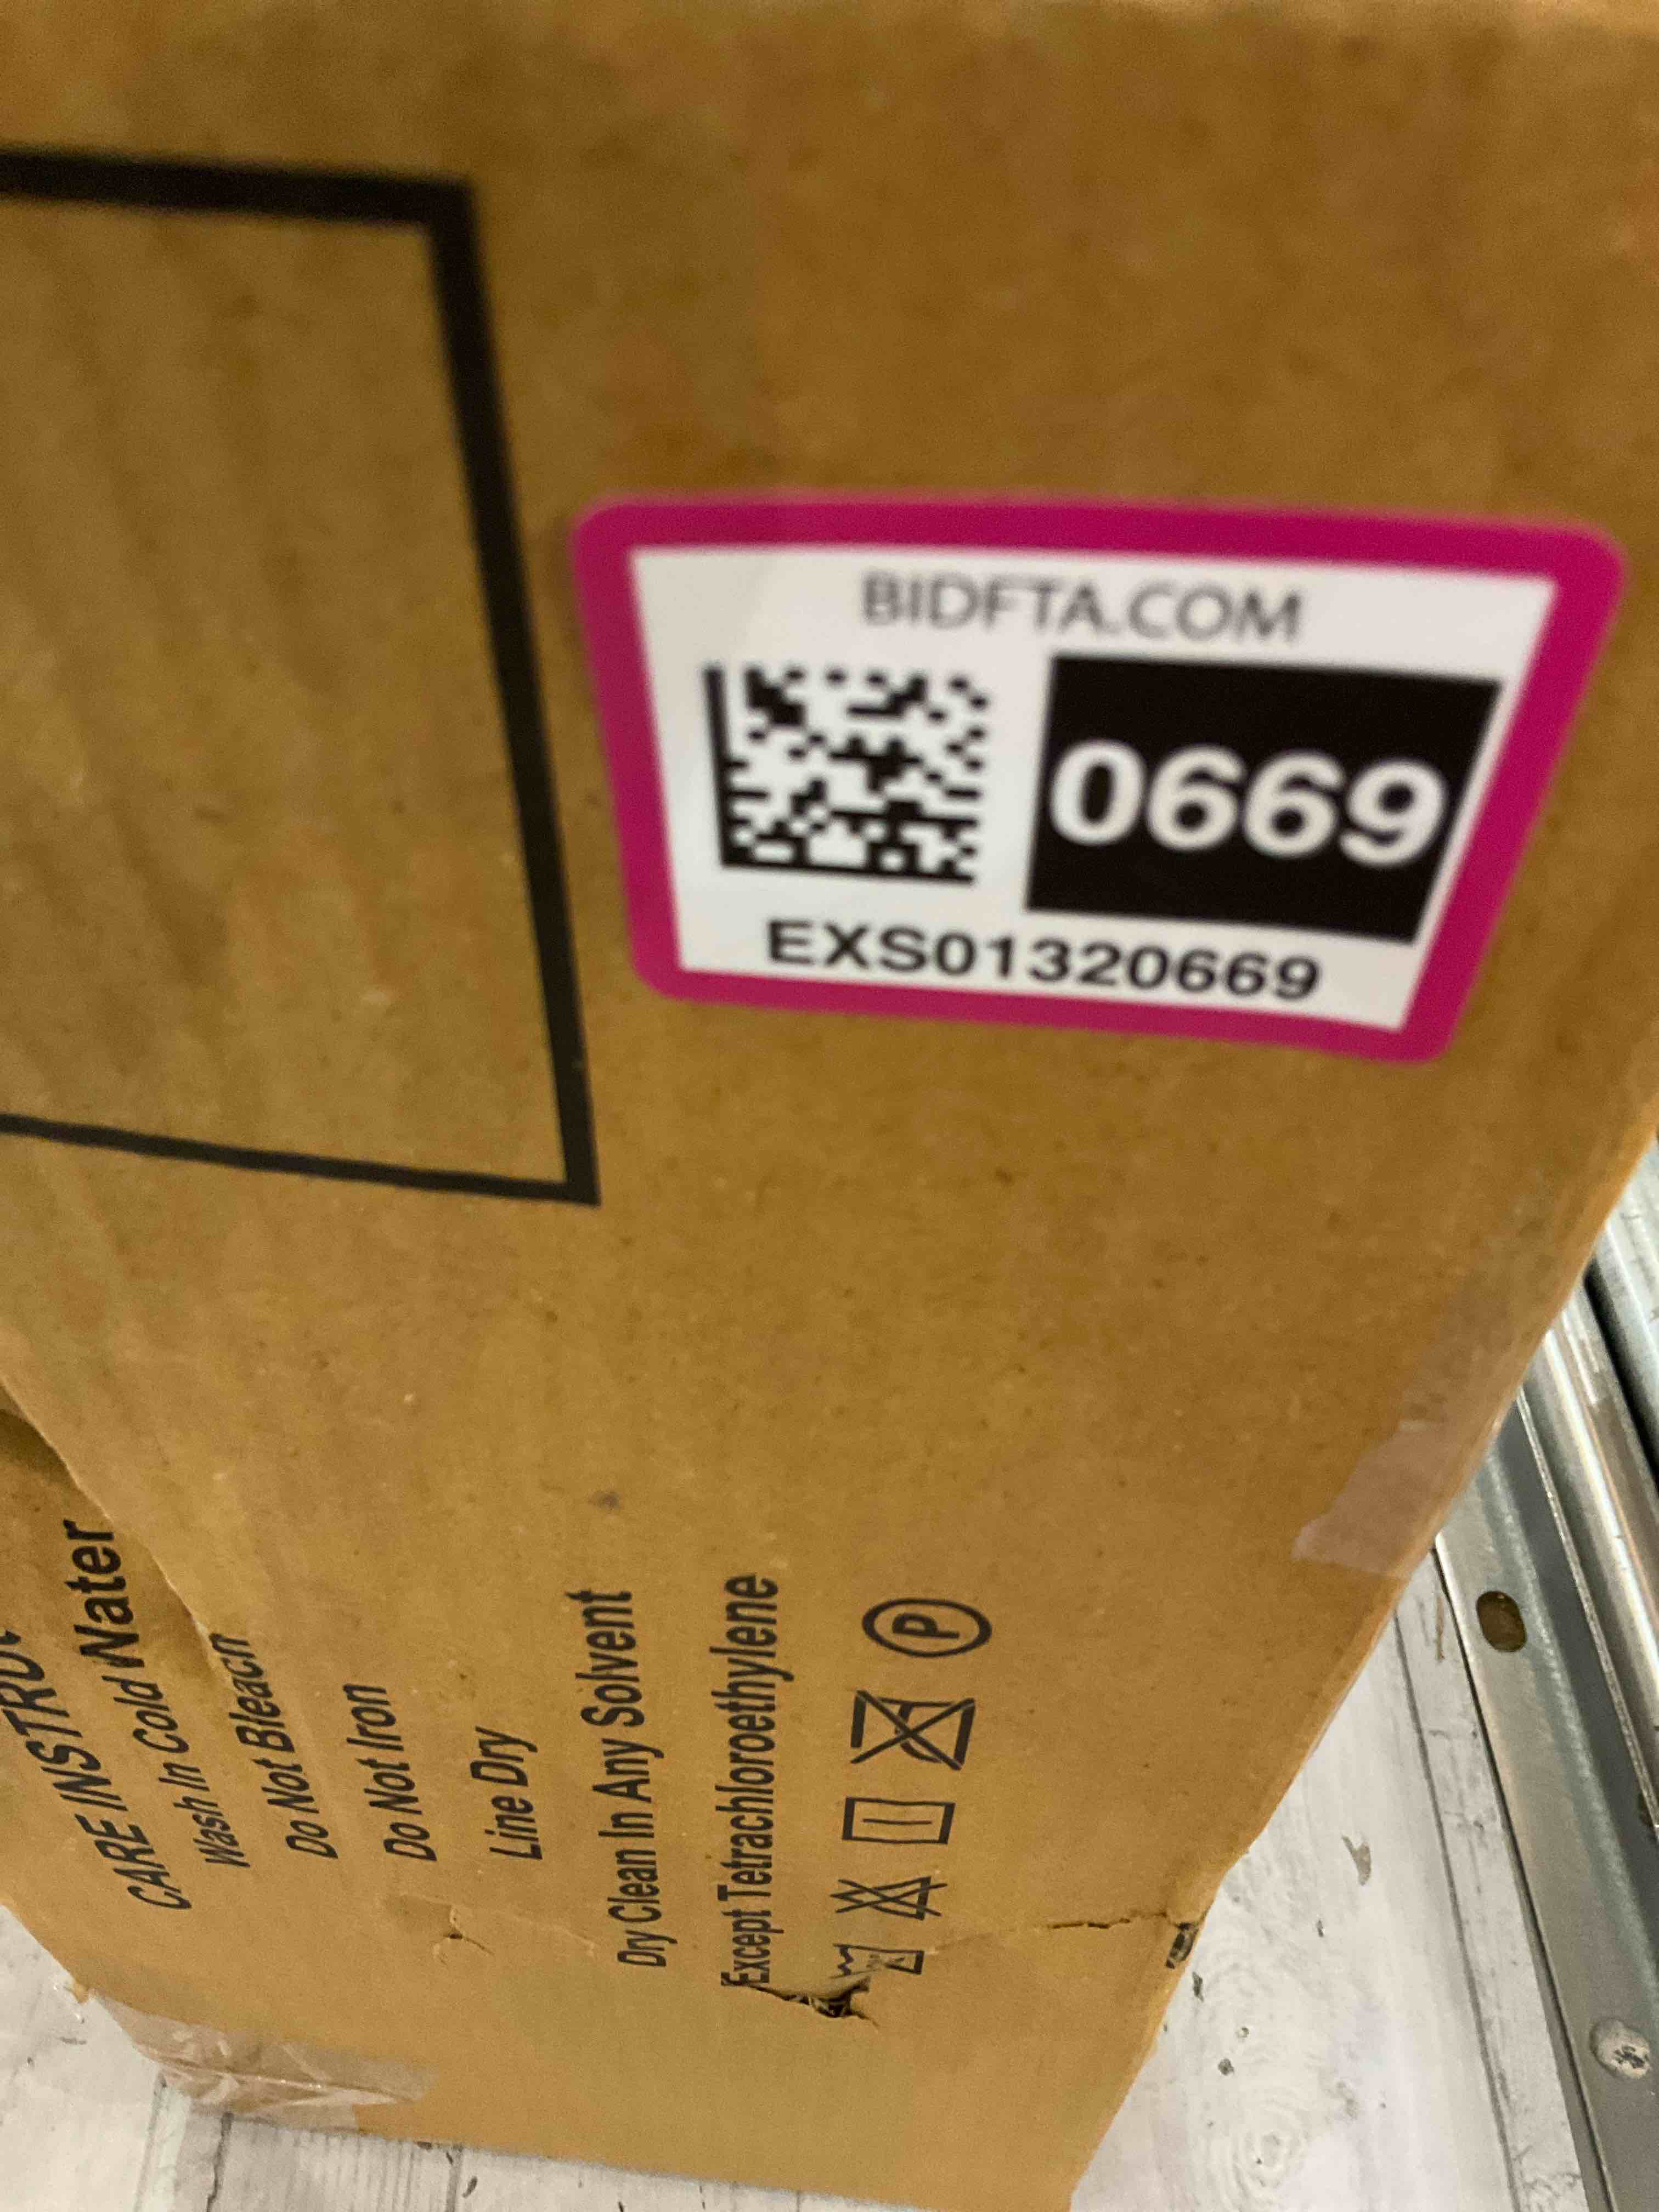 BIDFTA.COM
0669
EXS01320669
CARE
Wash In Cold Water
Do Not Bleach
Do Not Iron
Line Dry
Dry Clean In Any Solvent
Except Tetrachloroethylene
P